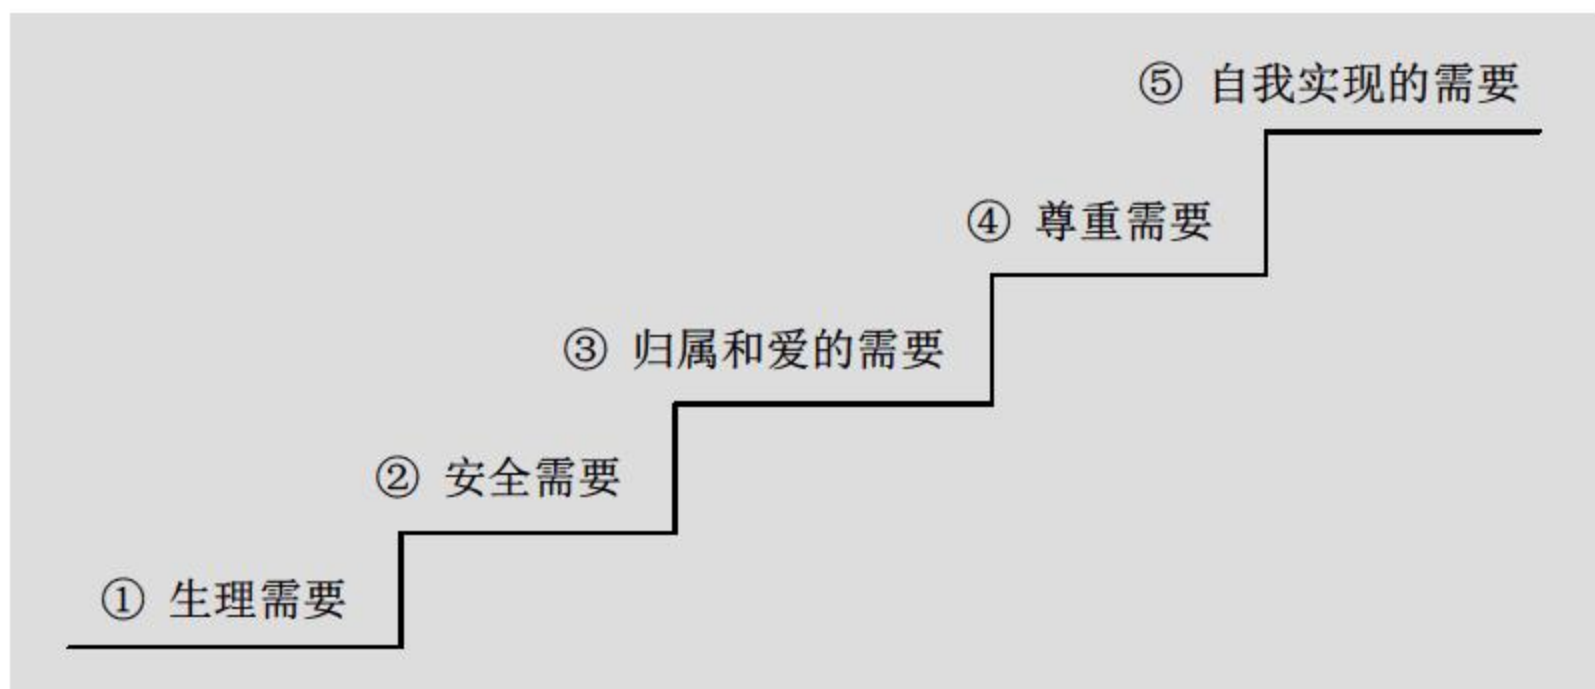 ⑤ 自我实现的需要
④ 尊重需要
③ 归属和爱的需要
② 安全需要
① 生理需要